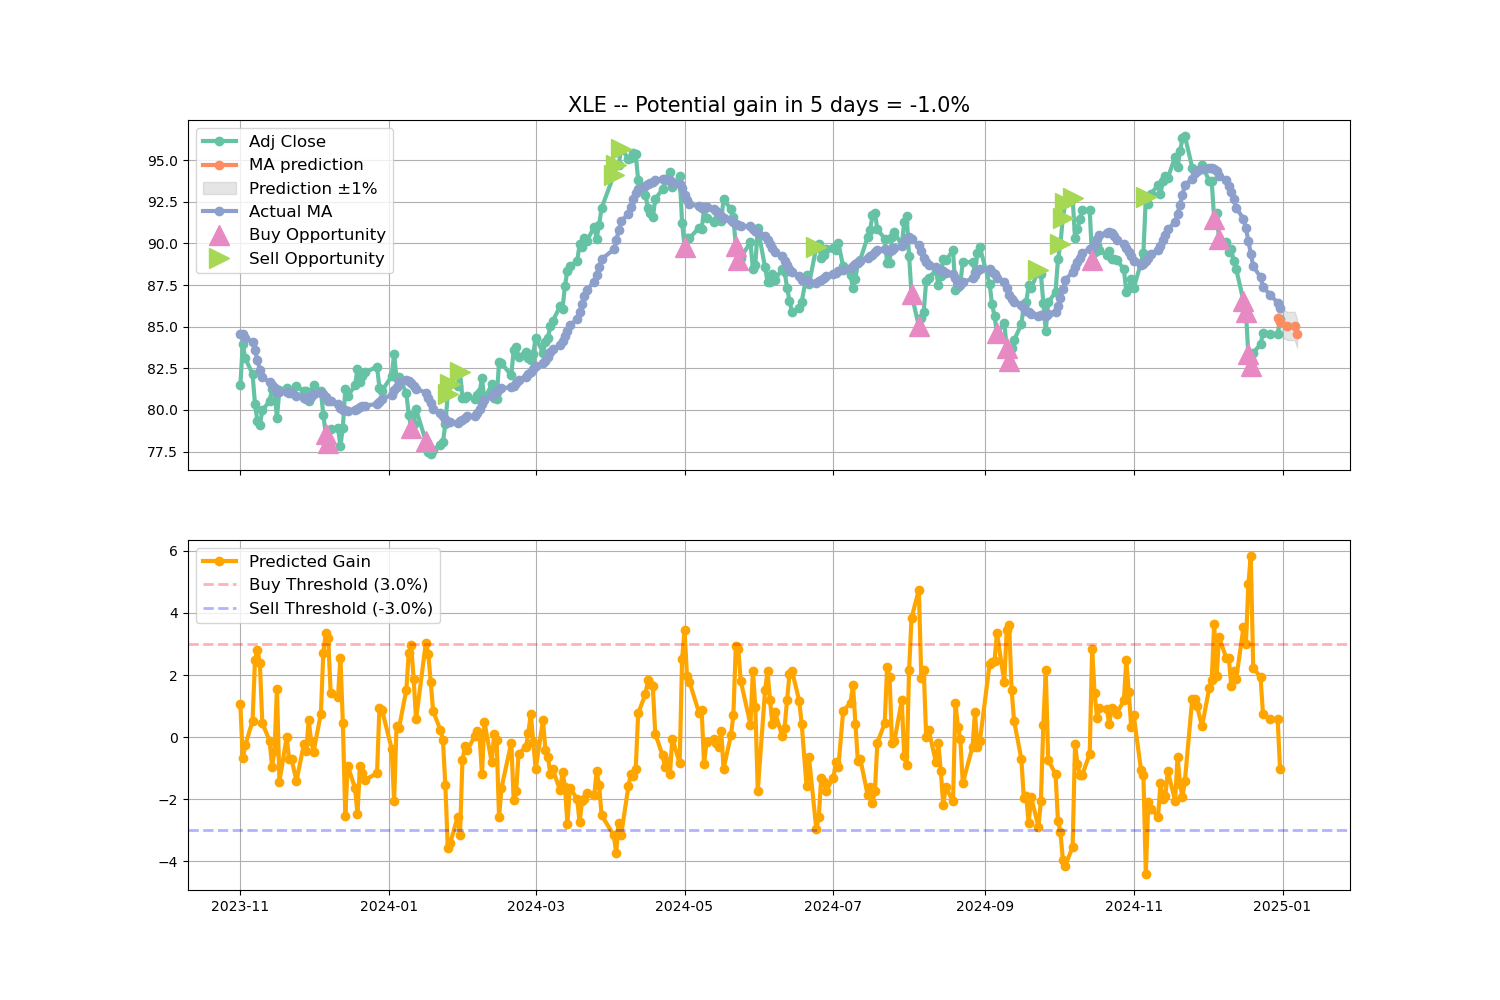 XLE -- Potential gain in 5 days = -1.0%
Adj Close
MA prediction
Prediction ±1%
Actual MA
Buy Opportunity
Sell Opportunity
95.0
92.5
90.0
87.5
85.0
82.5
80.0
77.5
Predicted Gain
Buy Threshold (3.0%)
Sell Threshold (-3.0%)
6
4
2
0
−2
−4
2023-11
2024-01
2024-03
2024-05
2024-07
2024-09
2024-11
2025-01